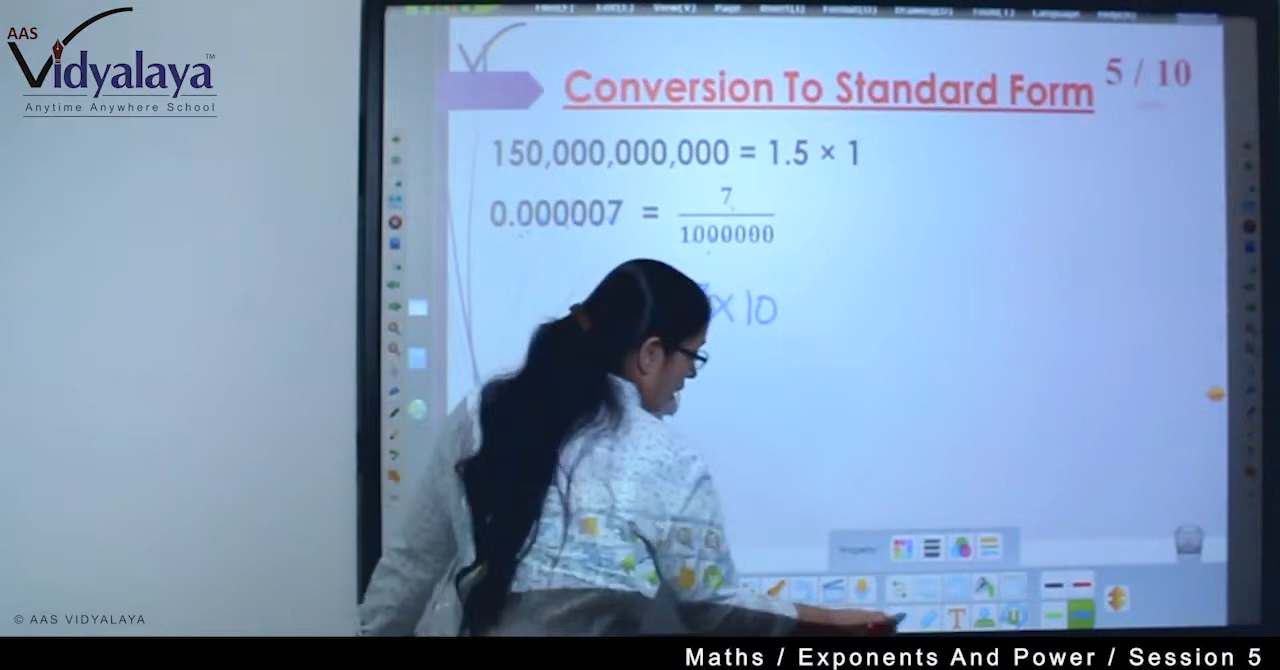 AAS
Vidyalaya™
Anytime Anywhere School
Conversion To Standard Form
5 / 10
150,000,000,000 = 1.5 × 1
0.000007 = 7/1000000
× 10
© AAS VIDYALAYA
Maths / Exponents And Power / Session 5